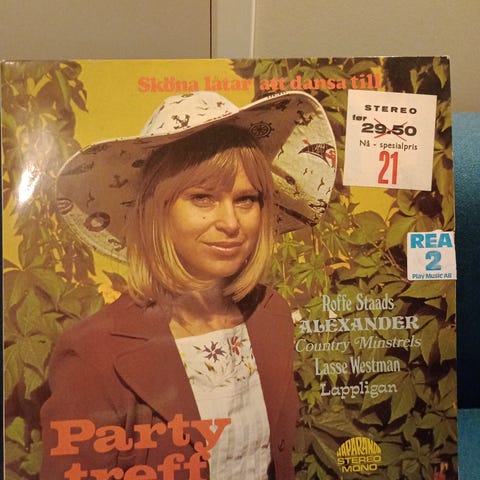 Sköna låtar att dansa till
STEREO
før
29.50
Nå - spesialpris
21
REA
2
Play Music AB
Roffe Staads
ALEXANDER
Country Minstrels
Lasse Westman
Lappligan
Party
treff
HAPARANDA
STEREO
MONO